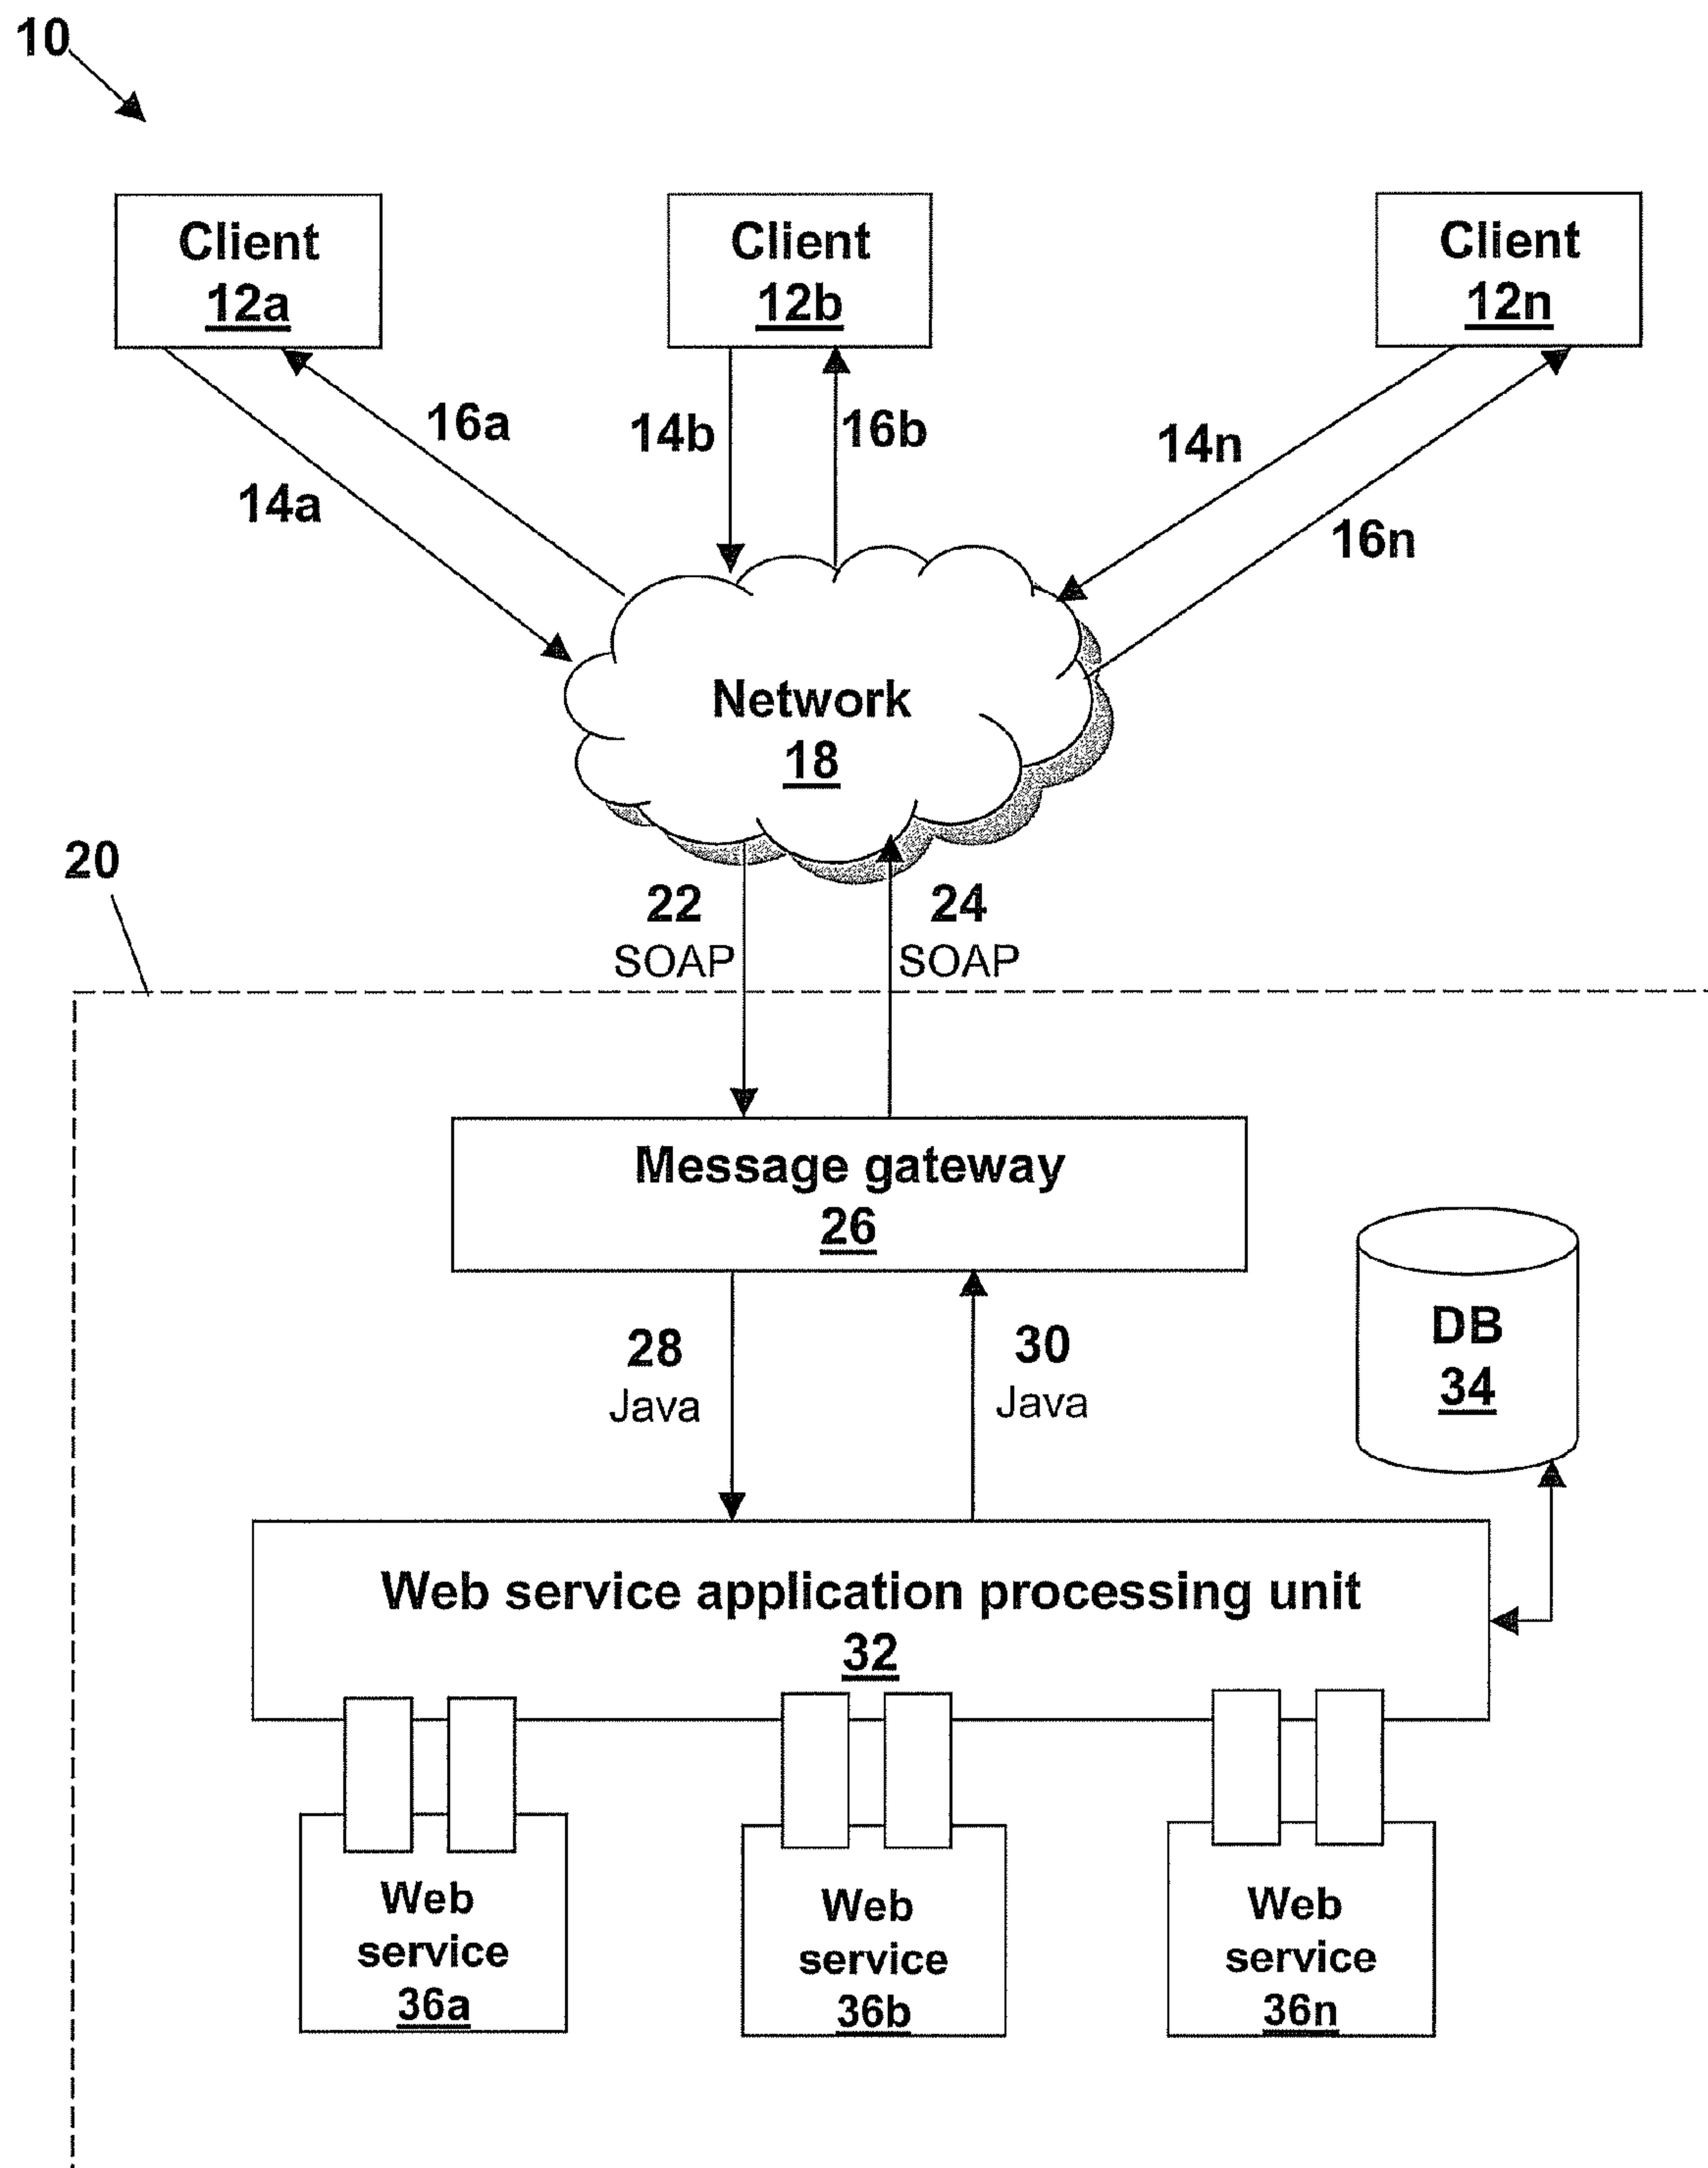 10
Client
12a
Client
12b
Client
12n
16a
14a
14b
16b
14n
16n
Network
18
20
22
SOAP
24
SOAP
Message gateway
26
28
Java
30
Java
DB
34
Web service application processing unit
32
Web
service
36a
Web
service
36b
Web
service
36n